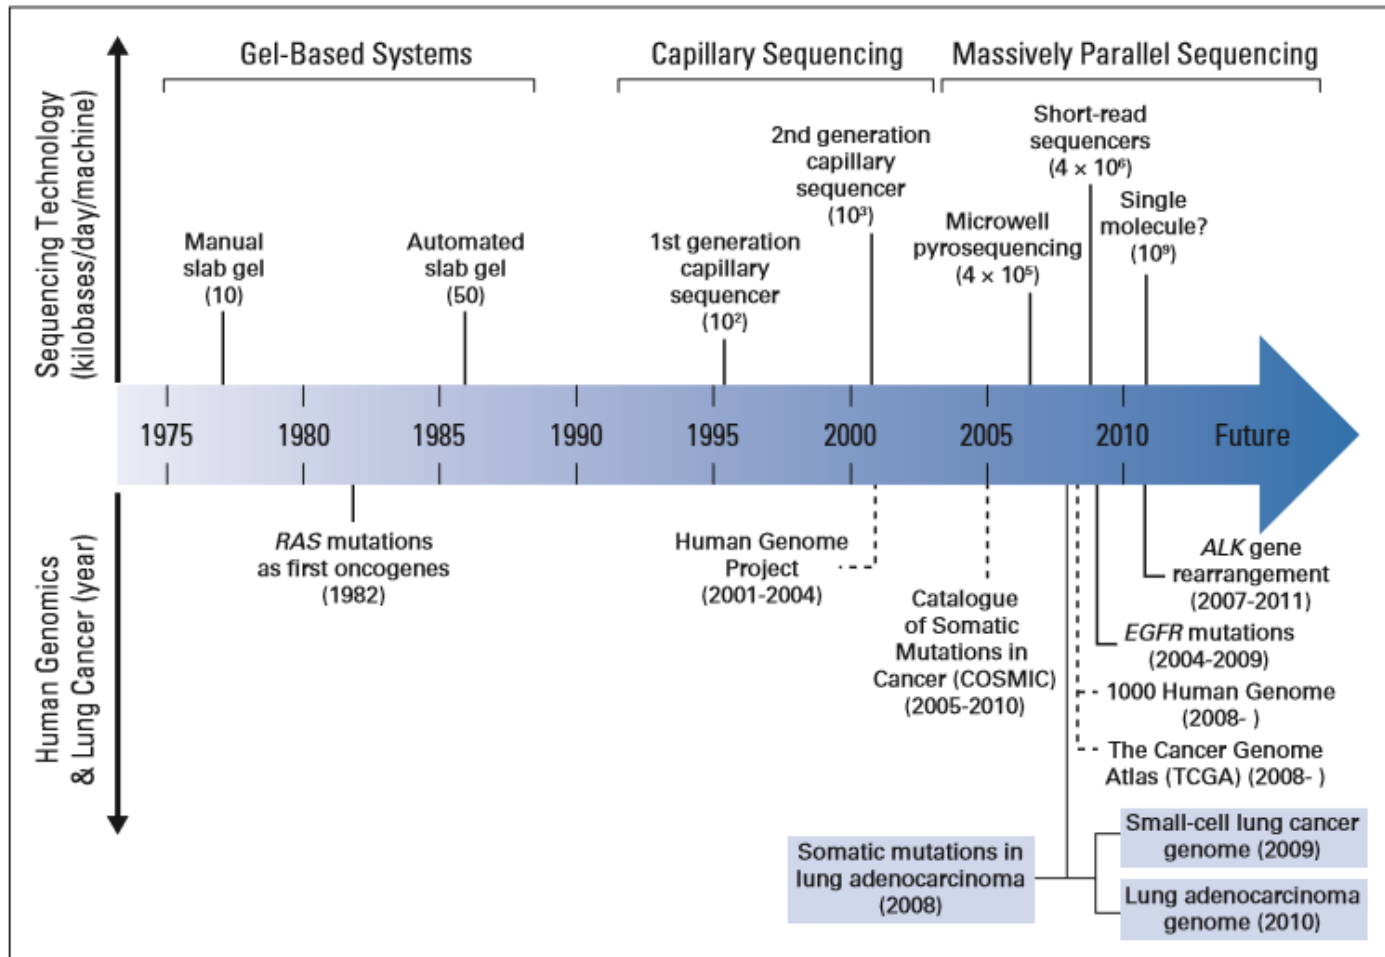 Gel-Based Systems
Capillary Sequencing
Massively Parallel Sequencing
Sequencing Technology
(kilobases/day/machine)
Manual
slab gel
(10)
Automated
slab gel
(50)
1st generation
capillary
sequencer
(10²)
2nd generation
capillary
sequencer
(10³)
Microwell
pyrosequencing
(4 × 10⁵)
Short-read
sequencers
(4 × 10⁶)
Single
molecule?
(10⁹)
1975 1980 1985 1990 1995 2000 2005 2010 Future
Human Genomics
& Lung Cancer (year)
RAS mutations
as first oncogenes
(1982)
Human Genome
Project
(2001-2004)
Catalogue
of Somatic
Mutations in
Cancer (COSMIC)
(2005-2010)
ALK gene
rearrangement
(2007-2011)
EGFR mutations
(2004-2009)
1000 Human Genome
(2008- )
The Cancer Genome
Atlas (TCGA) (2008- )
Somatic mutations in
lung adenocarcinoma
(2008)
Small-cell lung cancer
genome (2009)
Lung adenocarcinoma
genome (2010)